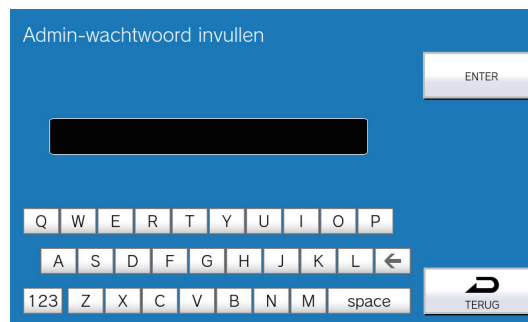 Admin-wachtwoord invullen
ENTER
Q W E R T Y U I O P
A S D F G H J K L ←
123 Z X C V B N M space
TERUG